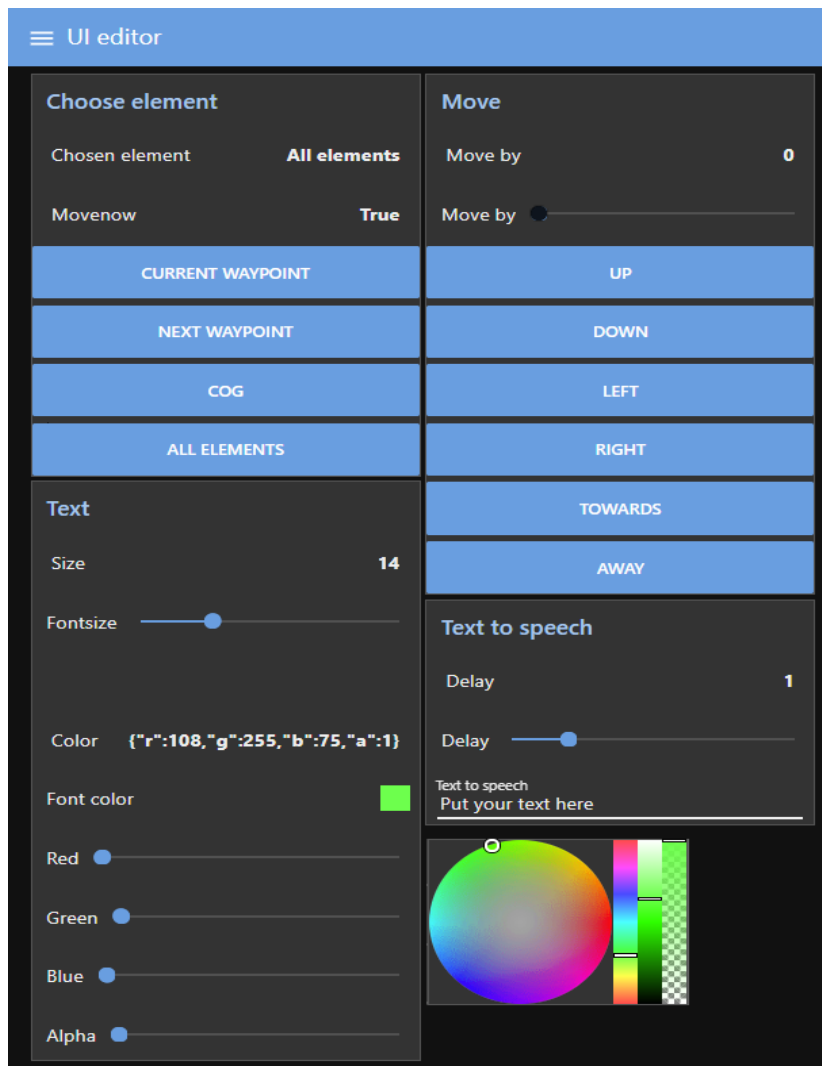 UI editor
Choose element
Chosen element All elements
Movenow True
CURRENT WAYPOINT
NEXT WAYPOINT
COG
ALL ELEMENTS
Text
Size 14
Fontsize
Color {"r":108,"g":255,"b":75,"a":1}
Font color
Red
Green
Blue
Alpha
Move
Move by 0
Move by
UP
DOWN
LEFT
RIGHT
TOWARDS
AWAY
Text to speech
Delay 1
Delay
Text to speech
Put your text here